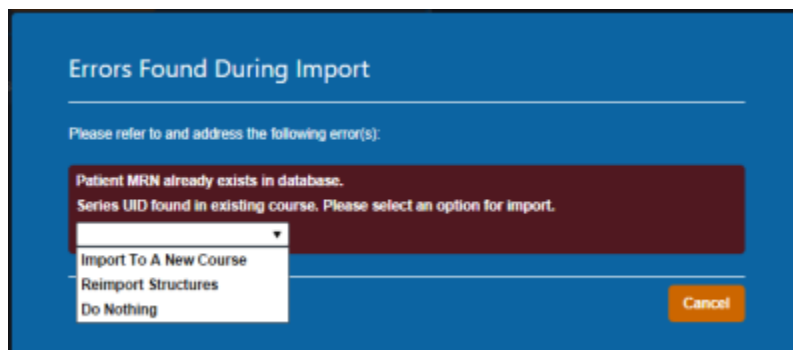 Errors Found During Import
Please refer to and address the following error(s):
Patient MRN already exists in database.
Series UID found in existing course. Please select an option for import.
Import To A New Course
Reimport Structures
Do Nothing
Cancel